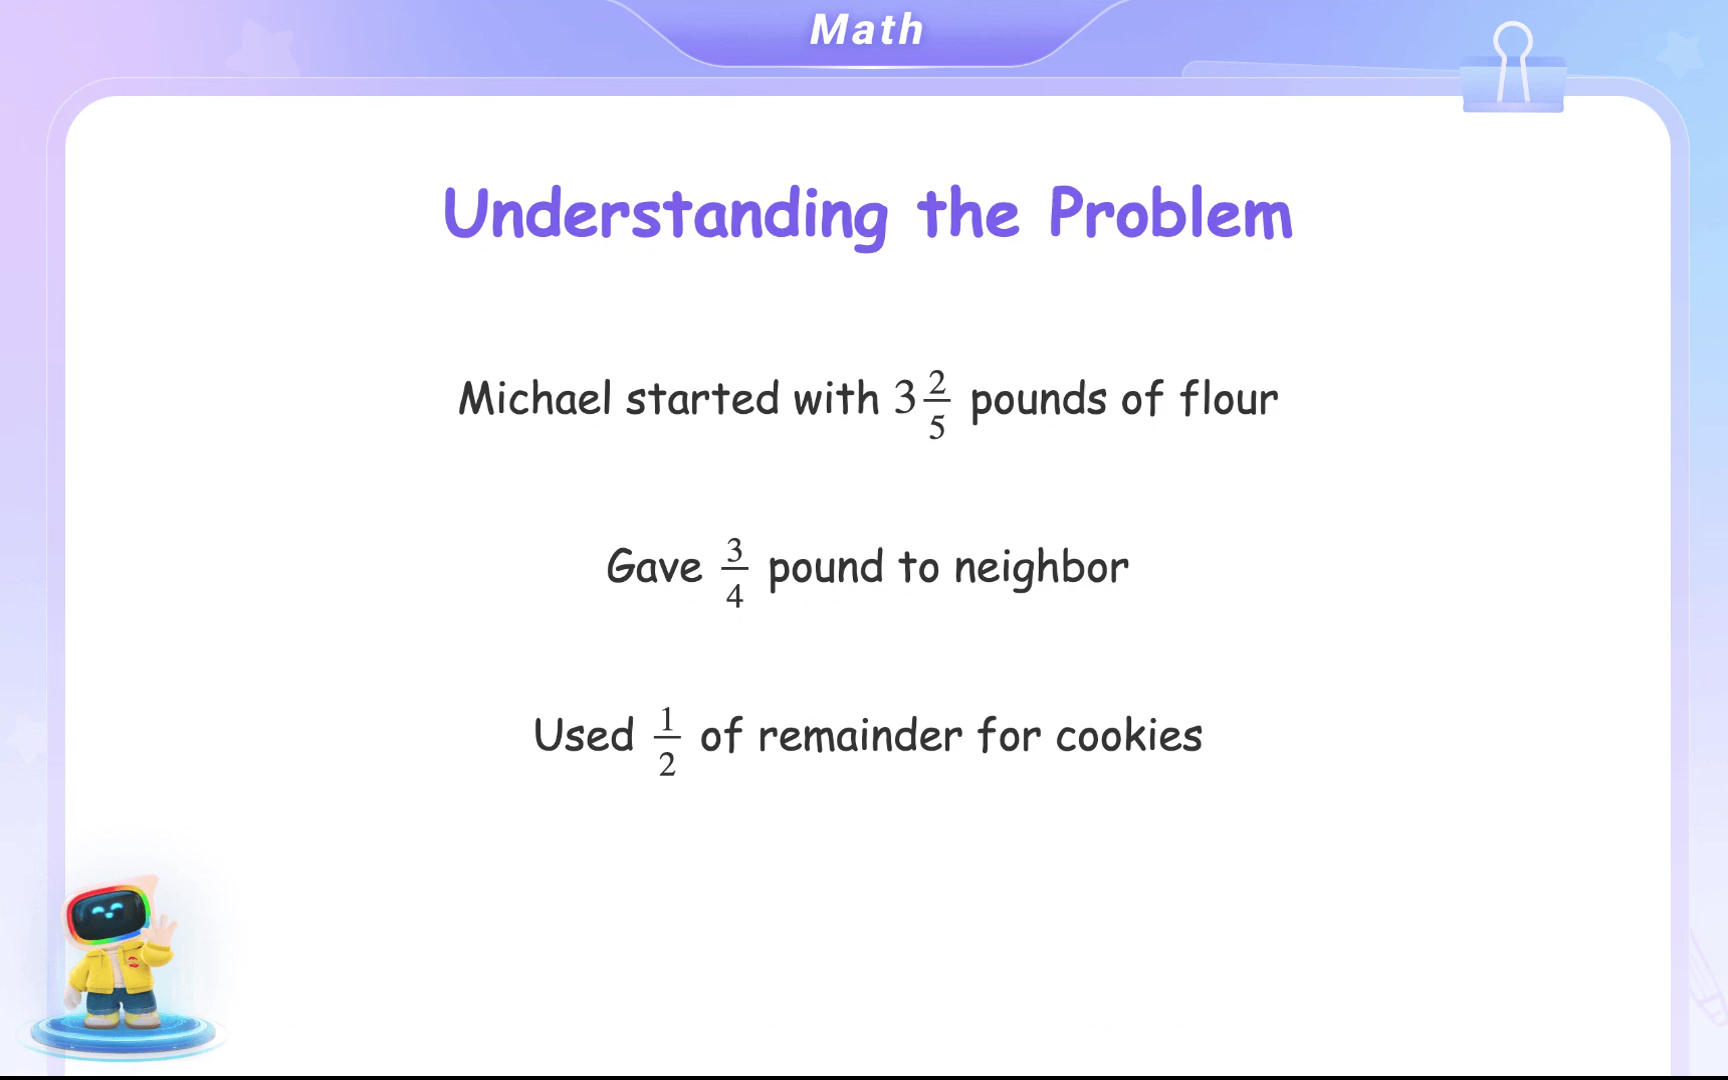 Math
Understanding the Problem
Michael started with 3 2/5 pounds of flour
Gave 3/4 pound to neighbor
Used 1/2 of remainder for cookies